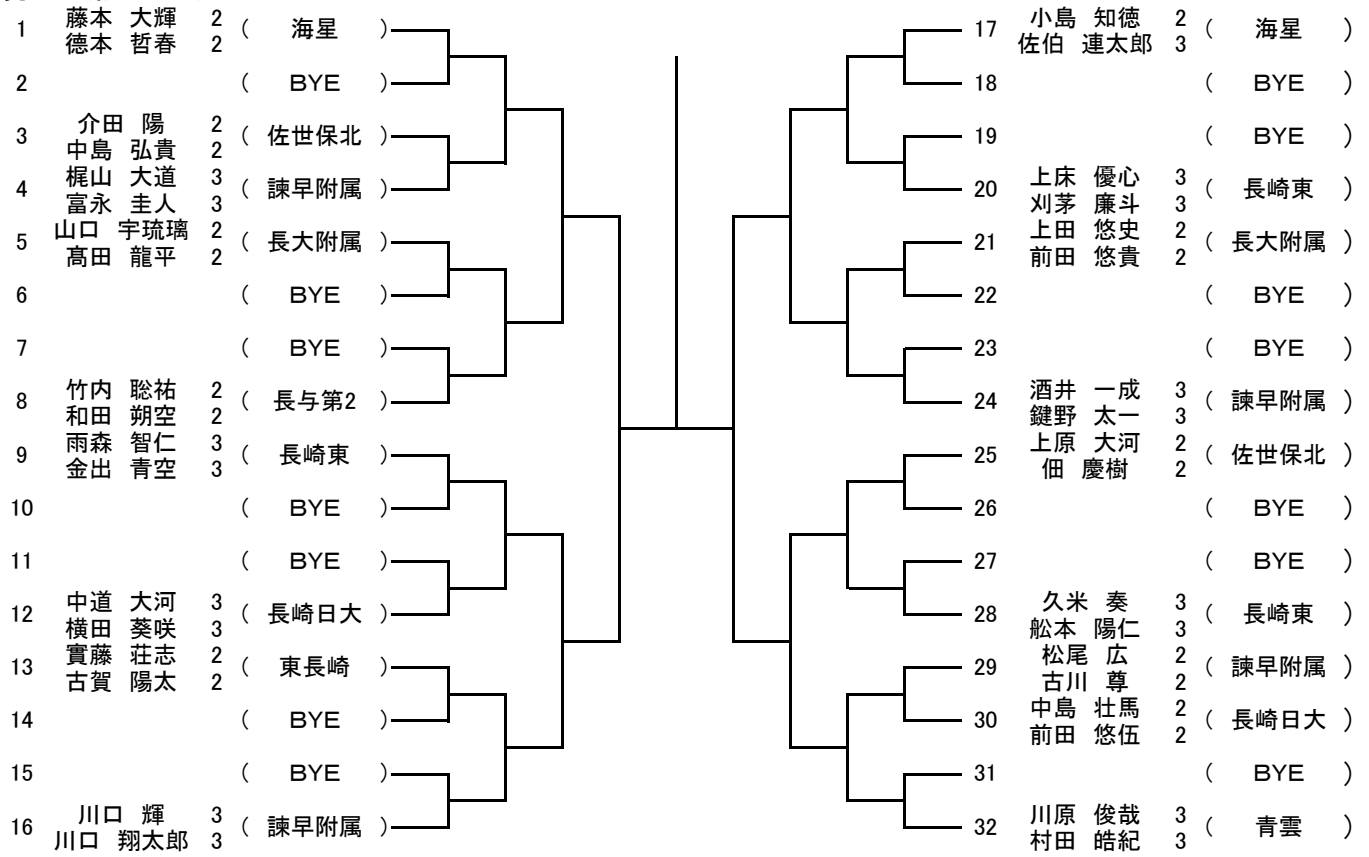 1 藤本 大輝 2 ( 海星 )
德本 哲春 2
2 ( BYE )
3 介田 陽 2 ( 佐世保北 )
中島 弘貴 2
4 梶山 大道 3 ( 諫早附属 )
富永 圭人 3
5 山口 宇琉璃 2 ( 長大附属 )
髙田 龍平 2
6 ( BYE )
7 ( BYE )
8 竹内 聡祐 2 ( 長与第2 )
和田 朔空 2
9 雨森 智仁 3 ( 長崎東 )
金出 青空 3
10 ( BYE )
11 ( BYE )
12 中道 大河 3 ( 長崎日大 )
横田 葵咲 3
13 實藤 荘志 2 ( 東長崎 )
古賀 陽太 2
14 ( BYE )
15 ( BYE )
16 川口 輝 3 ( 諫早附属 )
川口 翔太郎 3
17 小島 知徳 2 ( 海星 )
佐伯 連太郎 3
18 ( BYE )
19 ( BYE )
20 上床 優心 3 ( 長崎東 )
刈茅 廉斗 3
21 上田 悠史 2 ( 長大附属 )
前田 悠貴 2
22 ( BYE )
23 ( BYE )
24 酒井 一成 3 ( 諫早附属 )
鍵野 太一 3
25 上原 大河 2 ( 佐世保北 )
佃 慶樹 2
26 ( BYE )
27 ( BYE )
28 久米 奏 3 ( 長崎東 )
舩本 陽仁 3
29 松尾 広 2 ( 諫早附属 )
古川 尊 2
30 中島 壮馬 2 ( 長崎日大 )
前田 悠伍 2
31 ( BYE )
32 川原 俊哉 3 ( 青雲 )
村田 皓紀 3